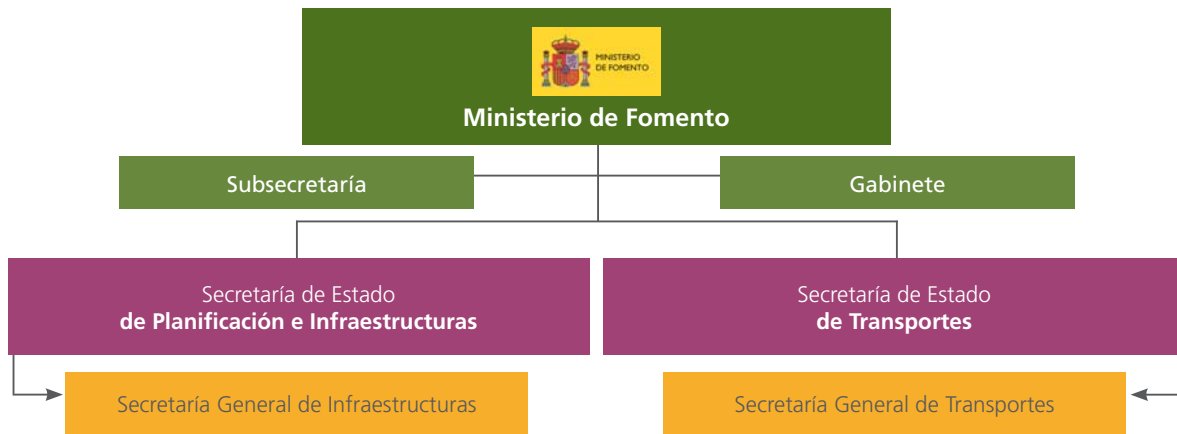 MINISTERIO
DE FOMENTO
Ministerio de Fomento
Subsecretaría
Gabinete
Secretaría de Estado
de Planificación e Infraestructuras
Secretaría de Estado
de Transportes
Secretaría General de Infraestructuras
Secretaría General de Transportes